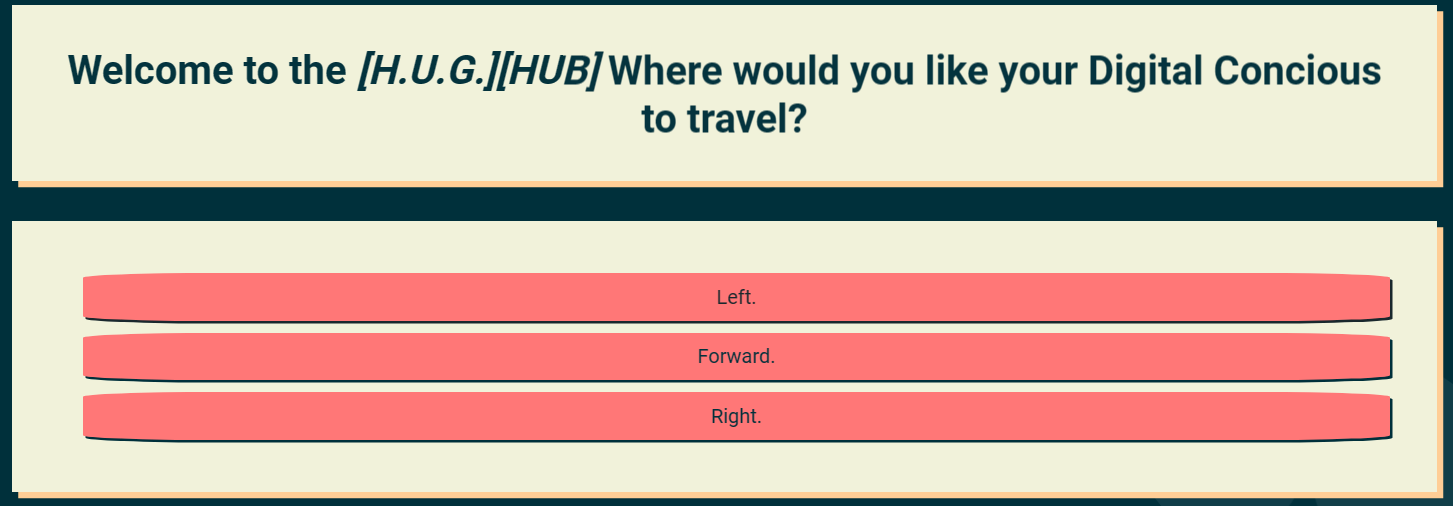 Welcome to the [H.U.G.][HUB] Where would you like your Digital Concious
to travel?
Left.
Forward.
Right.